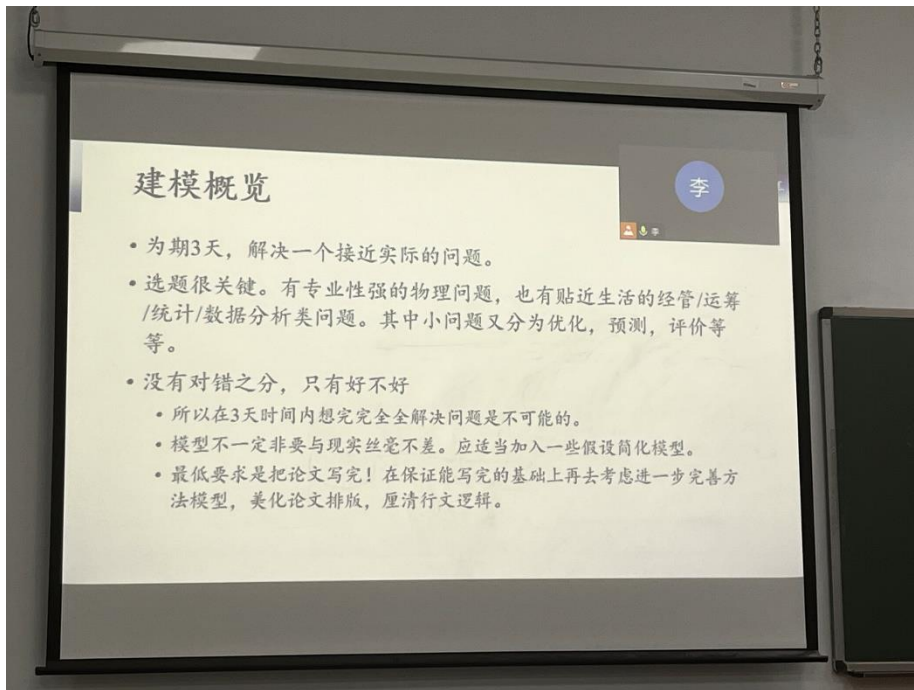 建模概览
李
李
• 为期3天，解决一个接近实际的问题。
• 选题很关键。有专业性强的物理问题，也有贴近生活的经管/运筹
/统计/数据分析类问题。其中小问题又分为优化，预测，评价等
等。
• 没有对错之分，只有好不好
• 所以在3天时间内想完完全全解决问题是不可能的。
• 模型不一定非要与现实丝毫不差。应适当加入一些假设简化模型。
• 最低要求是把论文写完！在保证能写完的基础上再去考虑进一步完善方
法模型，美化论文排版，厘清行文逻辑。